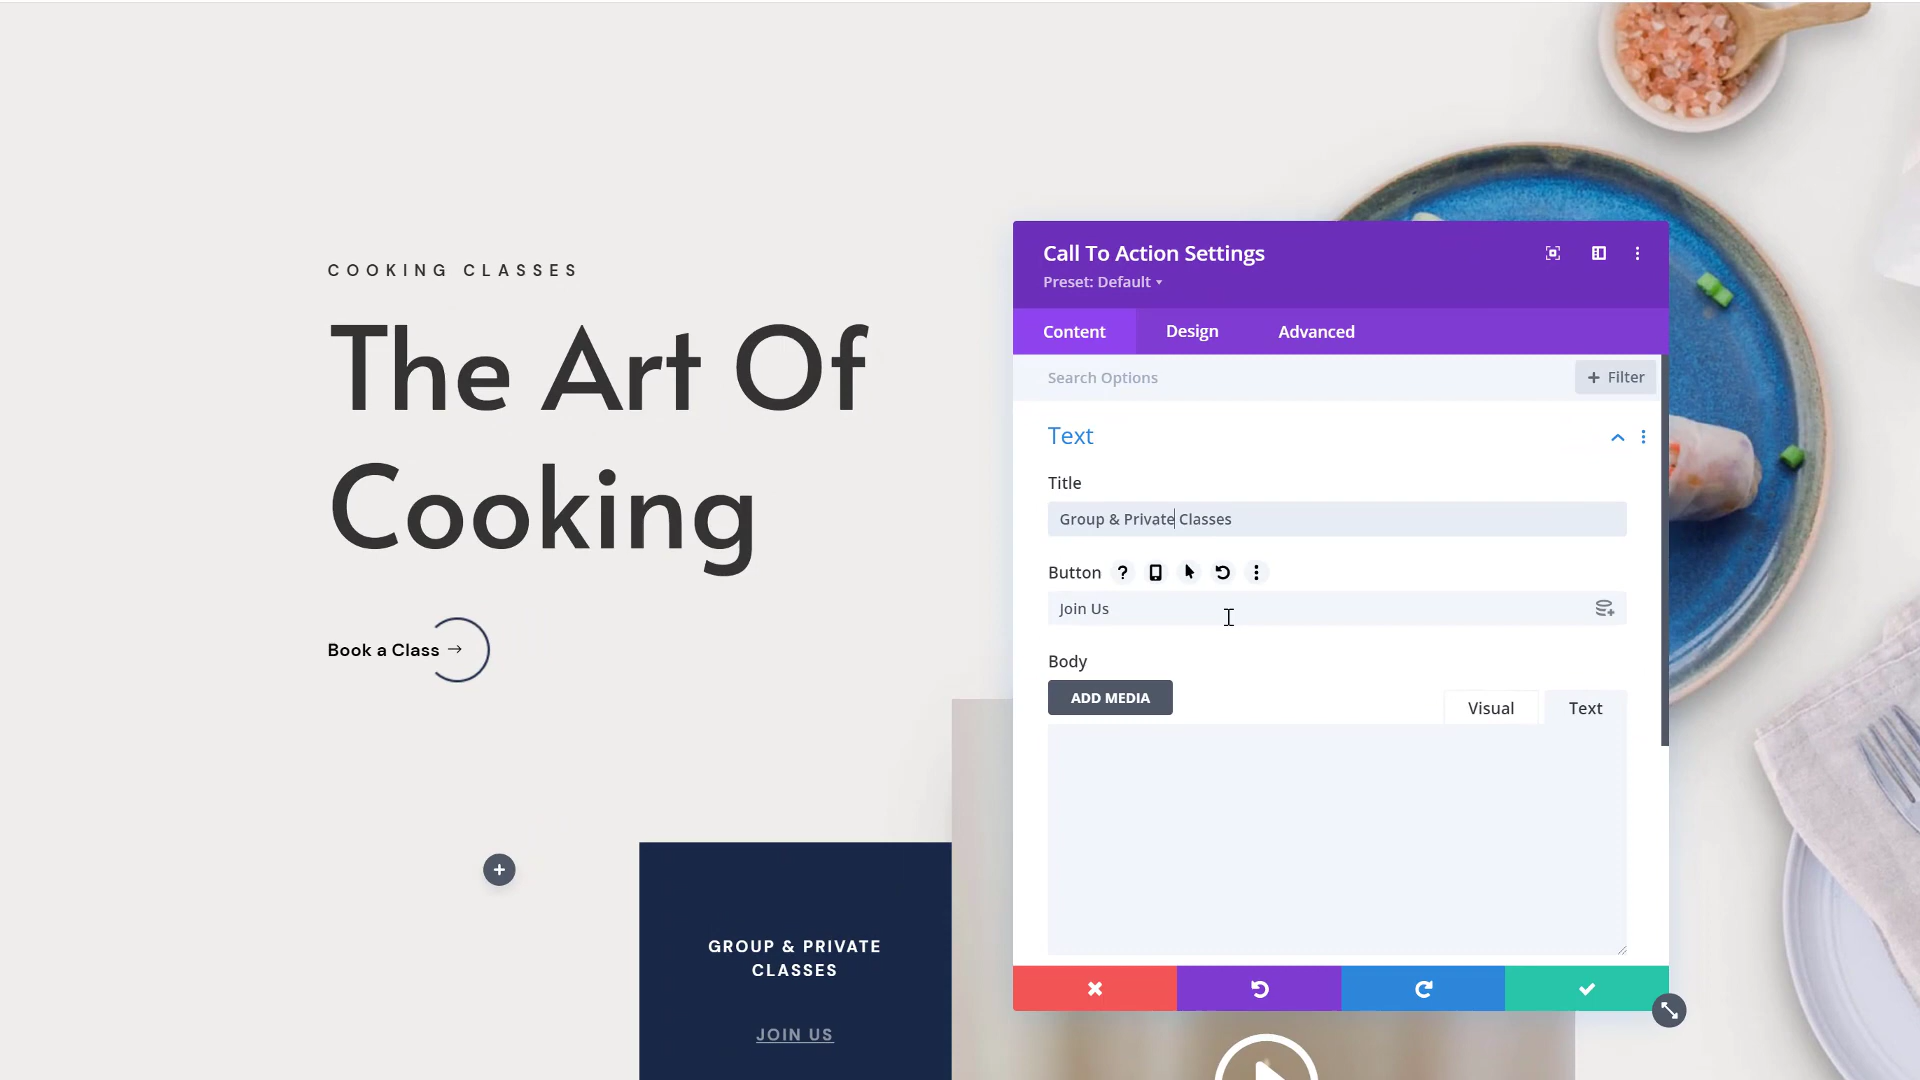 COOKING CLASSES
The Art Of
Cooking
Book a Class →
GROUP & PRIVATE
CLASSES
JOIN US
Call To Action Settings
Preset: Default
Content
Design
Advanced
Search Options
+ Filter
Text
Title
Group & Private Classes
Button
Join Us
Body
ADD MEDIA
Visual
Text